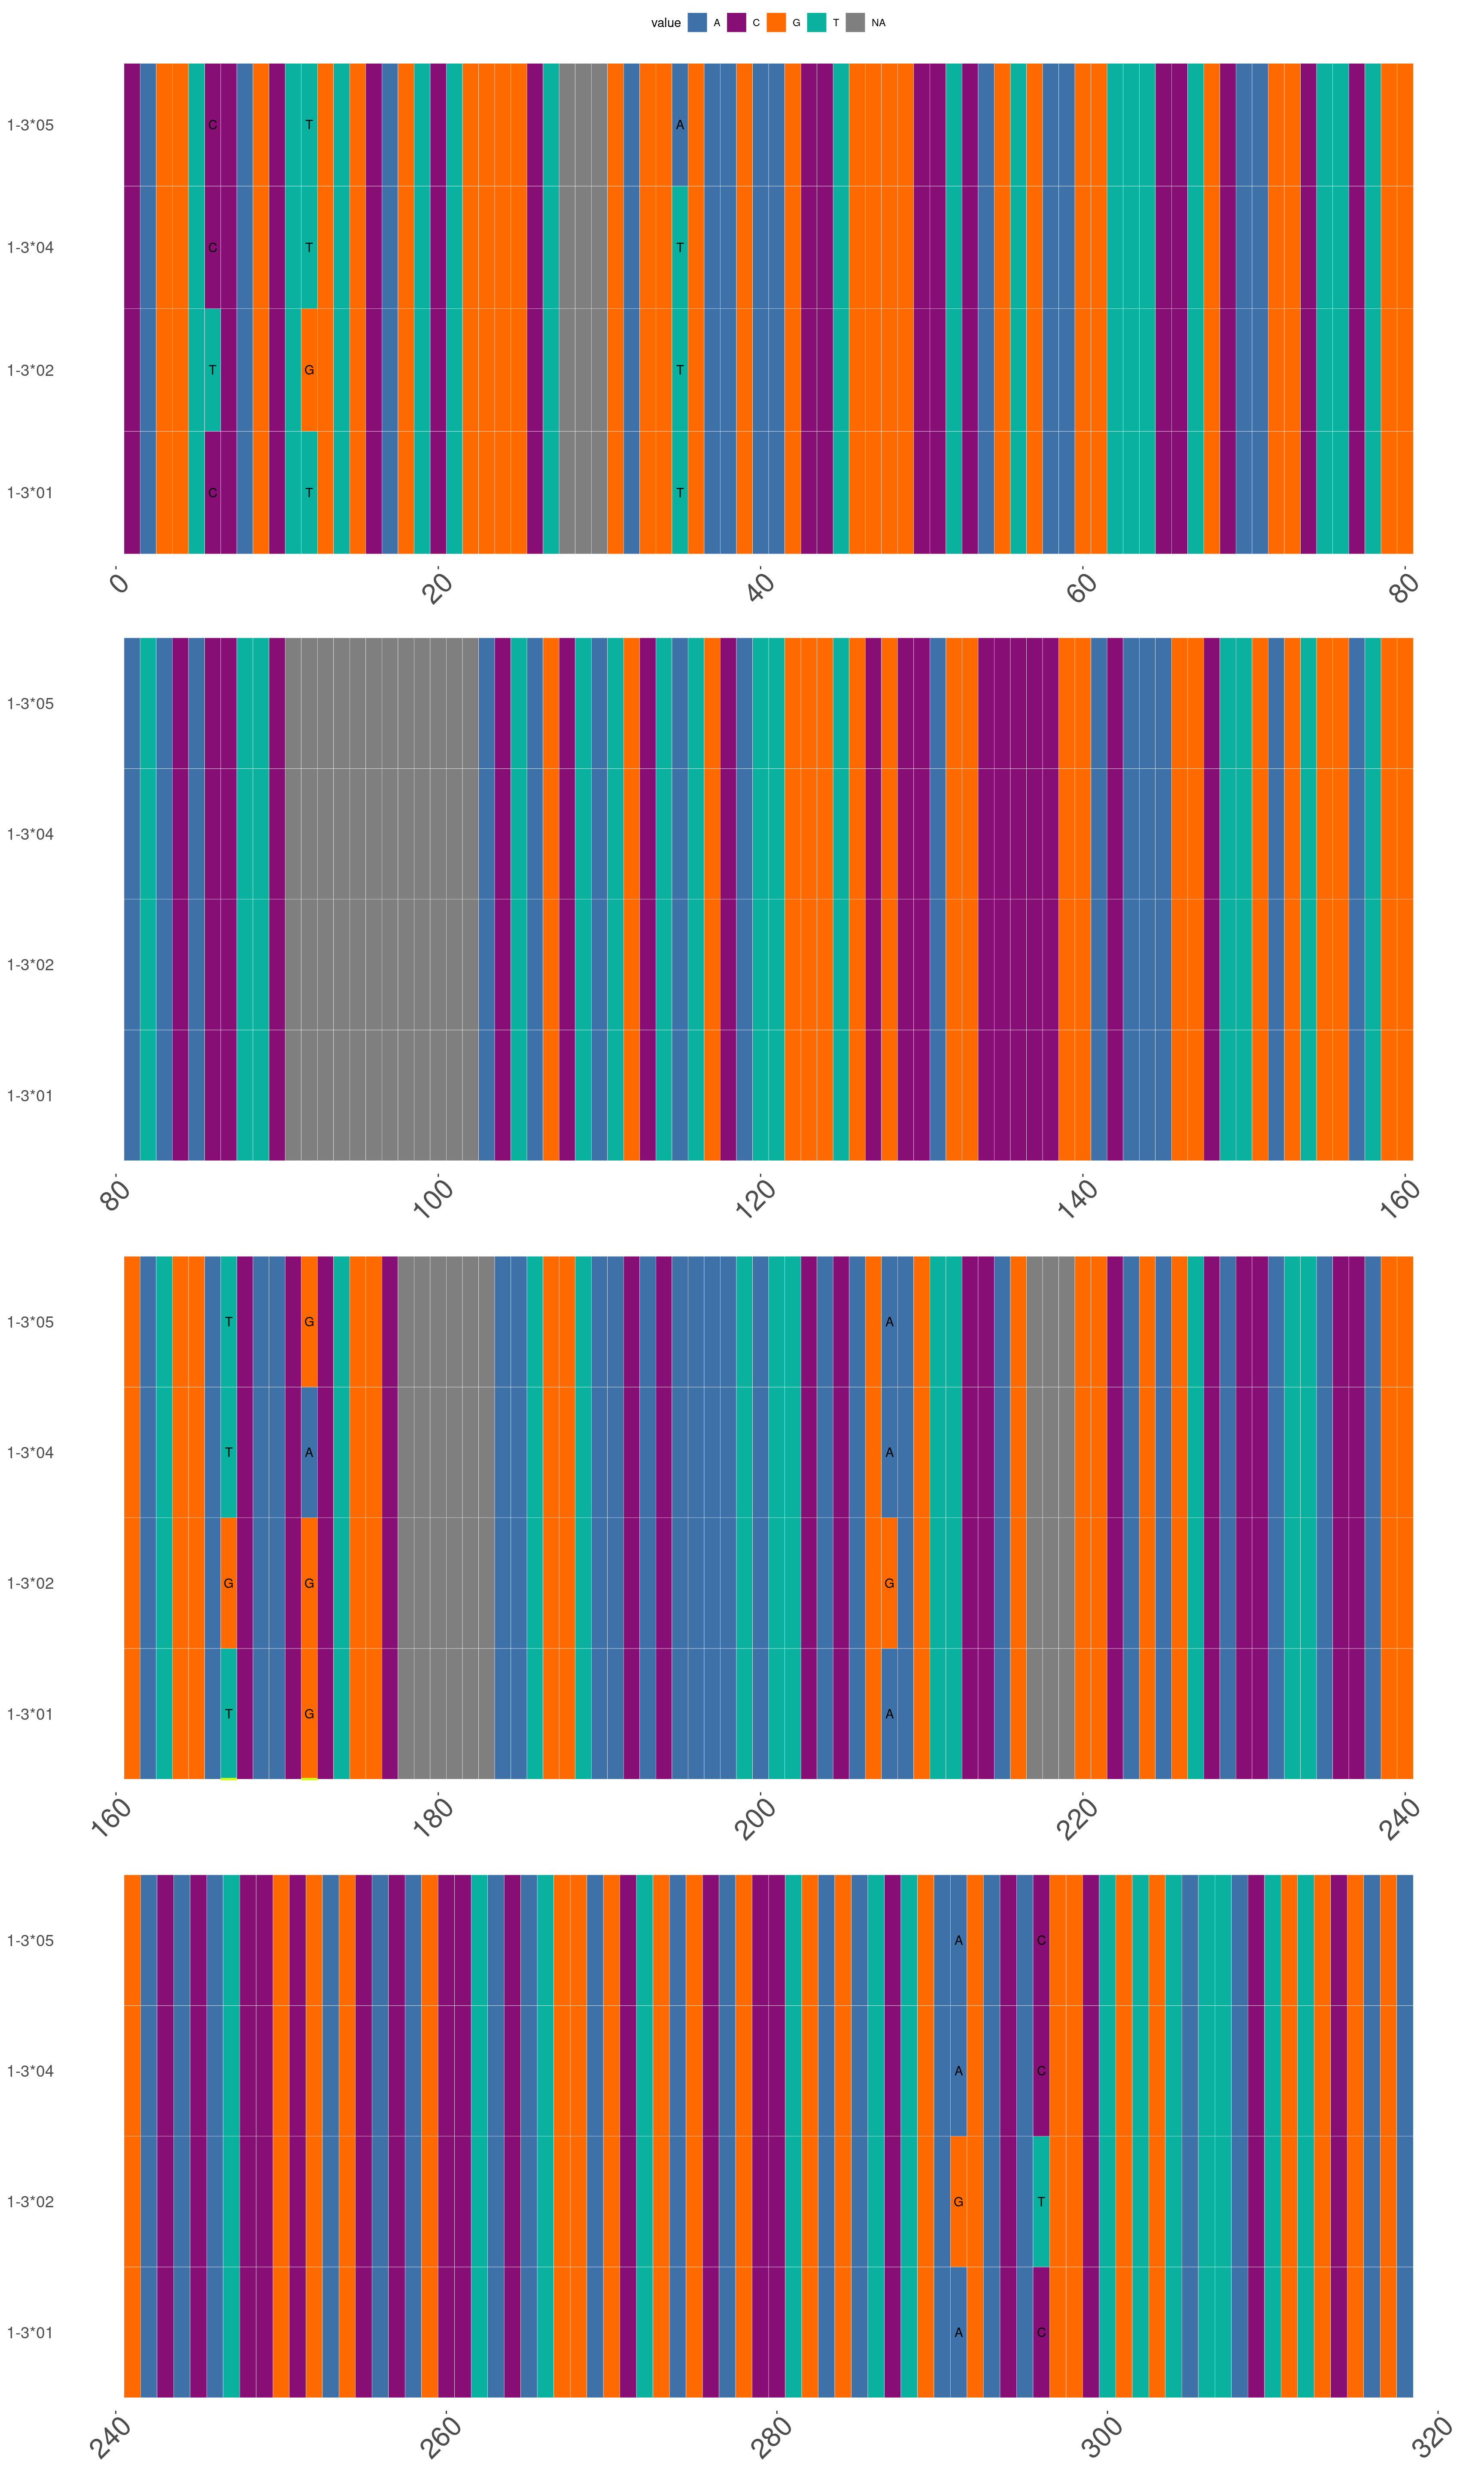 value A C G T NA
1-3*05 C T A
1-3*04 C T T
1-3*02 T G T
1-3*01 C T T
0 20 40 60 80
1-3*05
1-3*04
1-3*02
1-3*01
80 100 120 140 160
1-3*05 T G A
1-3*04 T A A
1-3*02 G G G
1-3*01 T G A
160 180 200 220 240
1-3*05 A C
1-3*04 A C
1-3*02 G T
1-3*01 A C
240 260 280 300 320